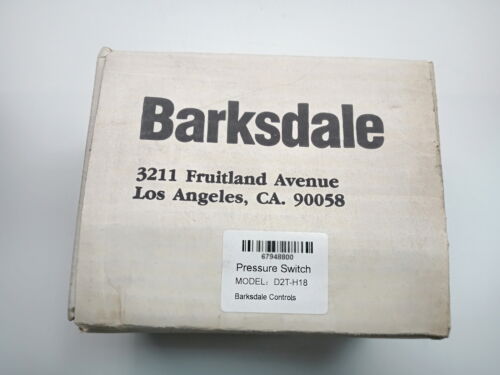 Barksdale
3211 Fruitland Avenue
Los Angeles, CA. 90058
67948800
Pressure Switch
MODEL: D2T-H18
Barksdale Controls